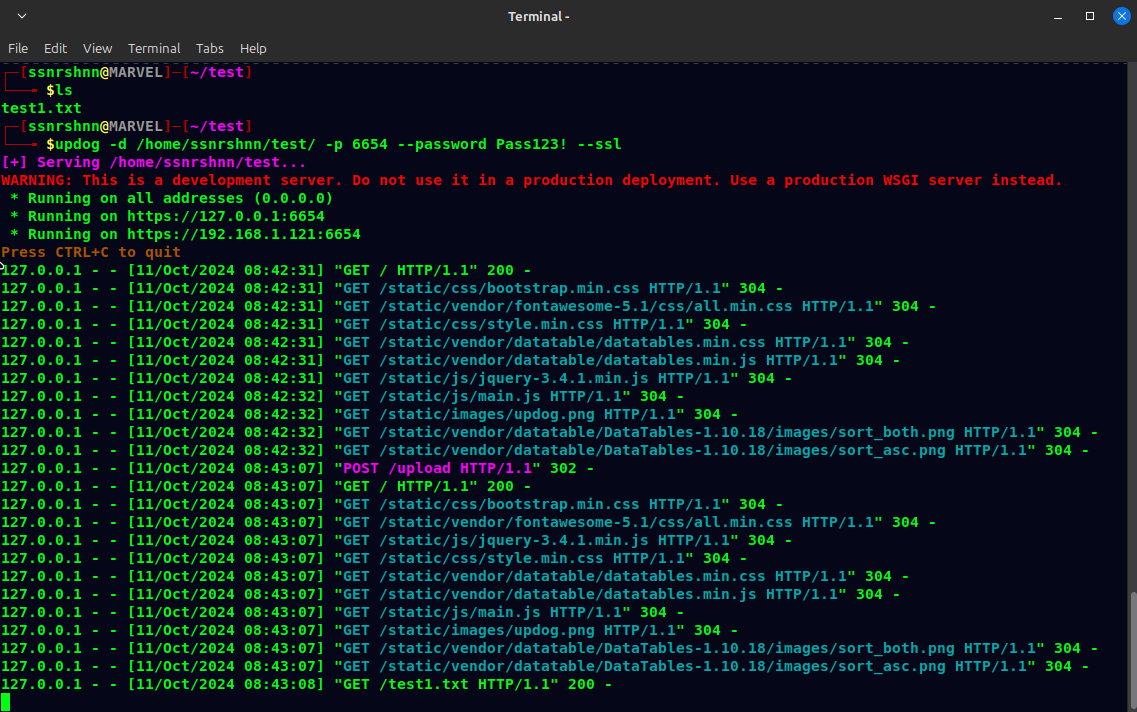 Terminal -
File Edit View Terminal Tabs Help
┌─[ssnrshnn@MARVEL]─[~/test]
└──╼ $ls
test1.txt
┌─[ssnrshnn@MARVEL]─[~/test]
└──╼ $updog -d /home/ssnrshnn/test/ -p 6654 --password Pass123! --ssl
[+] Serving /home/ssnrshnn/test...
WARNING: This is a development server. Do not use it in a production deployment. Use a production WSGI server instead.
 * Running on all addresses (0.0.0.0)
 * Running on https://127.0.0.1:6654
 * Running on https://192.168.1.121:6654
Press CTRL+C to quit
127.0.0.1 - - [11/Oct/2024 08:42:31] "GET / HTTP/1.1" 200 -
127.0.0.1 - - [11/Oct/2024 08:42:31] "GET /static/css/bootstrap.min.css HTTP/1.1" 304 -
127.0.0.1 - - [11/Oct/2024 08:42:31] "GET /static/vendor/fontawesome-5.1/css/all.min.css HTTP/1.1" 304 -
127.0.0.1 - - [11/Oct/2024 08:42:31] "GET /static/css/style.min.css HTTP/1.1" 304 -
127.0.0.1 - - [11/Oct/2024 08:42:31] "GET /static/vendor/datatable/datatables.min.css HTTP/1.1" 304 -
127.0.0.1 - - [11/Oct/2024 08:42:31] "GET /static/vendor/datatable/datatables.min.js HTTP/1.1" 304 -
127.0.0.1 - - [11/Oct/2024 08:42:31] "GET /static/js/jquery-3.4.1.min.js HTTP/1.1" 304 -
127.0.0.1 - - [11/Oct/2024 08:42:32] "GET /static/js/main.js HTTP/1.1" 304 -
127.0.0.1 - - [11/Oct/2024 08:42:32] "GET /static/images/updog.png HTTP/1.1" 304 -
127.0.0.1 - - [11/Oct/2024 08:42:32] "GET /static/vendor/datatable/DataTables-1.10.18/images/sort_both.png HTTP/1.1" 304 -
127.0.0.1 - - [11/Oct/2024 08:42:32] "GET /static/vendor/datatable/DataTables-1.10.18/images/sort_asc.png HTTP/1.1" 304 -
127.0.0.1 - - [11/Oct/2024 08:43:07] "POST /upload HTTP/1.1" 302 -
127.0.0.1 - - [11/Oct/2024 08:43:07] "GET / HTTP/1.1" 200 -
127.0.0.1 - - [11/Oct/2024 08:43:07] "GET /static/css/bootstrap.min.css HTTP/1.1" 304 -
127.0.0.1 - - [11/Oct/2024 08:43:07] "GET /static/vendor/fontawesome-5.1/css/all.min.css HTTP/1.1" 304 -
127.0.0.1 - - [11/Oct/2024 08:43:07] "GET /static/js/jquery-3.4.1.min.js HTTP/1.1" 304 -
127.0.0.1 - - [11/Oct/2024 08:43:07] "GET /static/css/style.min.css HTTP/1.1" 304 -
127.0.0.1 - - [11/Oct/2024 08:43:07] "GET /static/vendor/datatable/datatables.min.css HTTP/1.1" 304 -
127.0.0.1 - - [11/Oct/2024 08:43:07] "GET /static/vendor/datatable/datatables.min.js HTTP/1.1" 304 -
127.0.0.1 - - [11/Oct/2024 08:43:07] "GET /static/js/main.js HTTP/1.1" 304 -
127.0.0.1 - - [11/Oct/2024 08:43:07] "GET /static/images/updog.png HTTP/1.1" 304 -
127.0.0.1 - - [11/Oct/2024 08:43:07] "GET /static/vendor/datatable/DataTables-1.10.18/images/sort_both.png HTTP/1.1" 304 -
127.0.0.1 - - [11/Oct/2024 08:43:07] "GET /static/vendor/datatable/DataTables-1.10.18/images/sort_asc.png HTTP/1.1" 304 -
127.0.0.1 - - [11/Oct/2024 08:43:08] "GET /test1.txt HTTP/1.1" 200 -